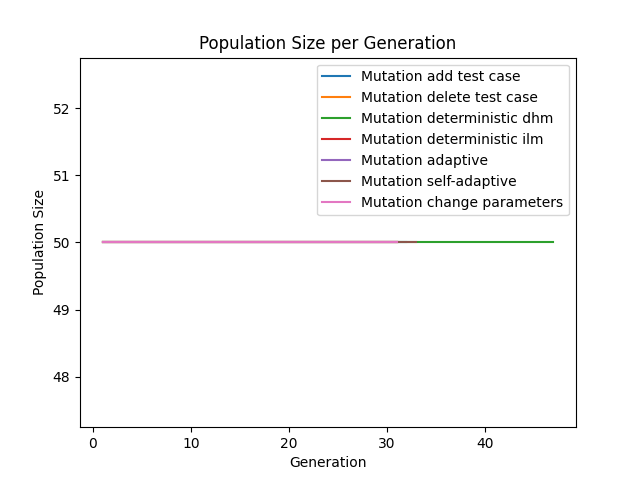 Population Size per Generation
Mutation add test case
Mutation delete test case
Mutation deterministic dhm
Mutation deterministic ilm
Mutation adaptive
Mutation self-adaptive
Mutation change parameters
Population Size
52
51
50
49
48
0 10 20 30 40
Generation